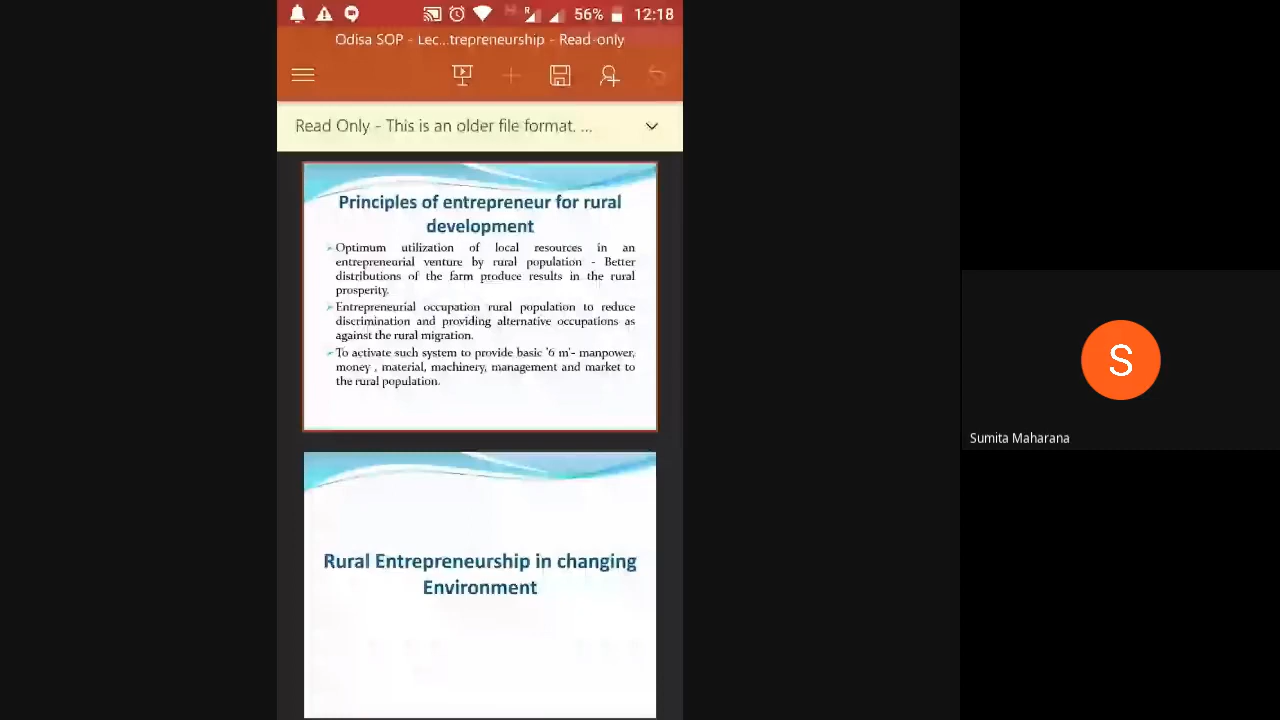 56% 12:18
Odisa SOP - Lec...trepreneurship - Read-only
Read Only - This is an older file format. ...
Principles of entrepreneur for rural
development
Optimum utilization of local resources in an
entrepreneurial venture by rural population - Better
distributions of the farm produce results in the rural
prosperity.
Entrepreneurial occupation rural population to reduce
discrimination and providing alternative occupations as
against the rural migration.
To activate such system to provide basic '6 m'- manpower,
money , material, machinery, management and market to
the rural population.
Rural Entrepreneurship in changing
Environment
S
Sumita Maharana